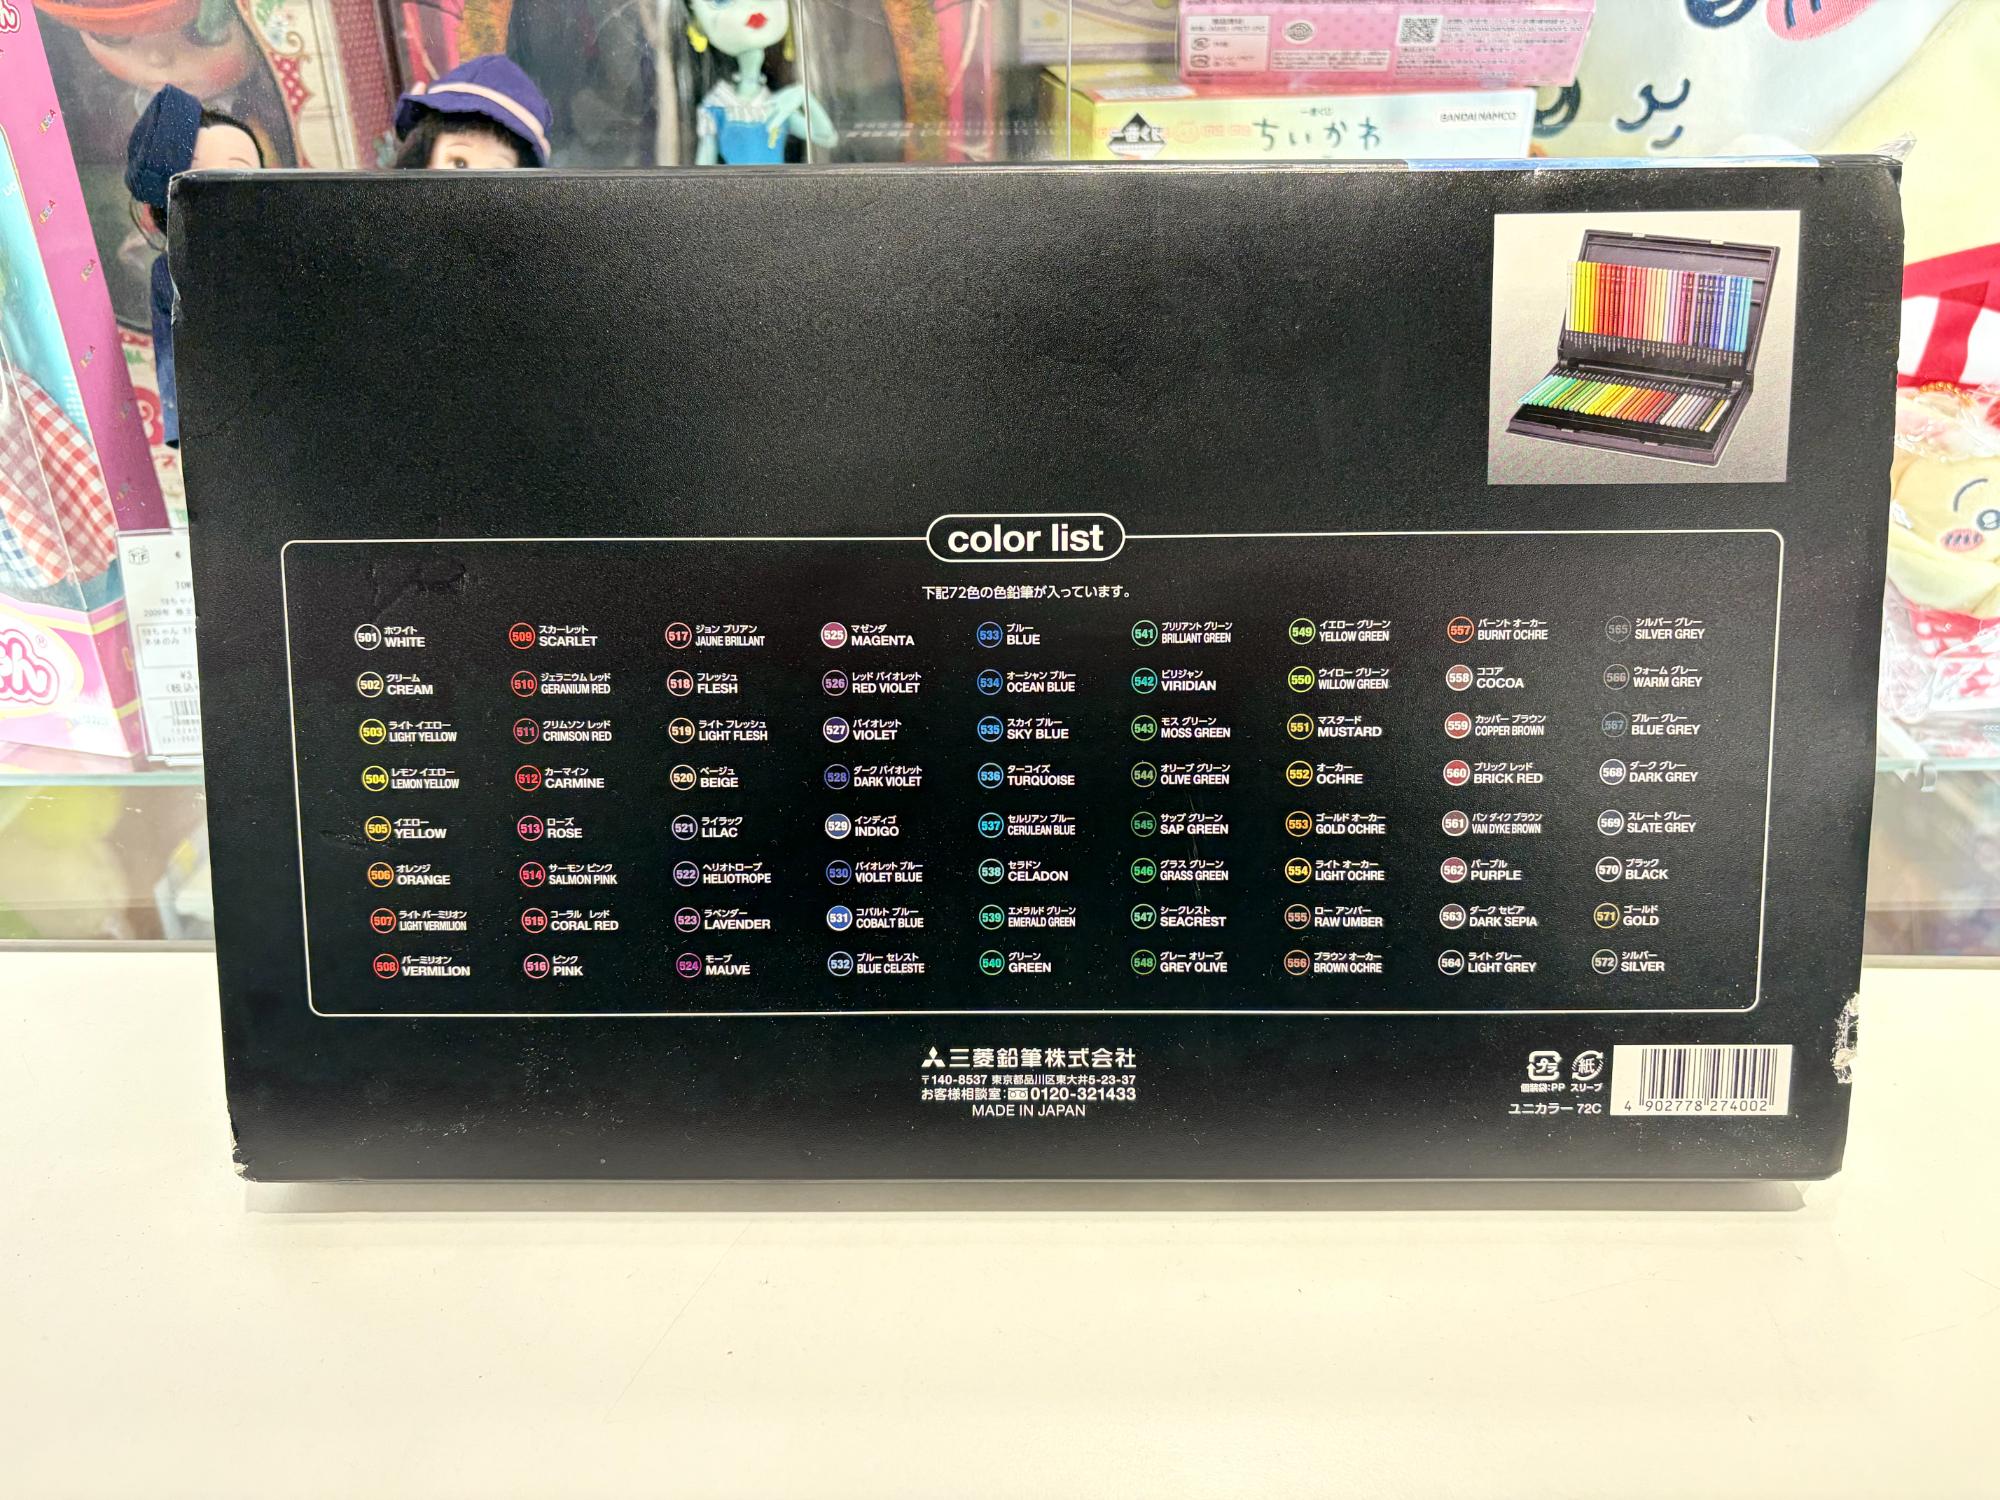 一番くじ
ちいかわ
BANDAI NAMCO
color list
下記72色の色鉛筆が入っています。
501 ホワイト WHITE
502 クリーム CREAM
503 ライト イエロー LIGHT YELLOW
504 レモン イエロー LEMON YELLOW
505 イエロー YELLOW
506 オレンジ ORANGE
507 ライト バーミリオン LIGHT VERMILION
508 バーミリオン VERMILION
509 スカーレット SCARLET
510 ジェラニウム レッド GERANIUM RED
511 クリムソン レッド CRIMSON RED
512 カーマイン CARMINE
513 ローズ ROSE
514 サーモン ピンク SALMON PINK
515 コーラル レッド CORAL RED
516 ピンク PINK
517 ジョン ブリアン JAUNE BRILLANT
518 フレッシュ FLESH
519 ライト フレッシュ LIGHT FLESH
520 ベージュ BEIGE
521 ライラック LILAC
522 ヘリオトロープ HELIOTROPE
523 ラベンダー LAVENDER
524 モーブ MAUVE
525 マゼンダ MAGENTA
526 レッド バイオレット RED VIOLET
527 バイオレット VIOLET
528 ダーク バイオレット DARK VIOLET
529 インディゴ INDIGO
530 バイオレット ブルー VIOLET BLUE
531 コバルト ブルー COBALT BLUE
532 ブルー セレスト BLUE CELESTE
533 ブルー BLUE
534 オーシャン ブルー OCEAN BLUE
535 スカイ ブルー SKY BLUE
536 ターコイズ TURQUOISE
537 セルリアン ブルー CERULEAN BLUE
538 セラドン CELADON
539 エメラルド グリーン EMERALD GREEN
540 グリーン GREEN
541 ブリリアント グリーン BRILLIANT GREEN
542 ビリジャン VIRIDIAN
543 モス グリーン MOSS GREEN
544 オリーブ グリーン OLIVE GREEN
545 サップ グリーン SAP GREEN
546 グラス グリーン GRASS GREEN
547 シークレスト SEACREST
548 グレー オリーブ GREY OLIVE
549 イエロー グリーン YELLOW GREEN
550 ウイロー グリーン WILLOW GREEN
551 マスタード MUSTARD
552 オーカー OCHRE
553 ゴールド オーカー GOLD OCHRE
554 ライト オーカー LIGHT OCHRE
555 ロー アンバー RAW UMBER
556 ブラウン オーカー BROWN OCHRE
557 バーント オーカー BURNT OCHRE
558 ココア COCOA
559 カッパー ブラウン COPPER BROWN
560 ブリック レッド BRICK RED
561 バン ダイク ブラウン VAN DYKE BROWN
562 パープル PURPLE
563 ダーク セピア DARK SEPIA
564 ライト グレー LIGHT GREY
565 シルバー グレー SILVER GREY
566 ウォーム グレー WARM GREY
567 ブルー グレー BLUE GREY
568 ダーク グレー DARK GREY
569 スレート グレー SLATE GREY
570 ブラック BLACK
571 ゴールド GOLD
572 シルバー SILVER
三菱鉛筆株式会社
〒140-8537 東京都品川区東大井5-23-37
お客様相談室: 0120-321433
MADE IN JAPAN
プラ 紙
個装袋:PP スリーブ
ユニカラー 72C
4 902778 274002